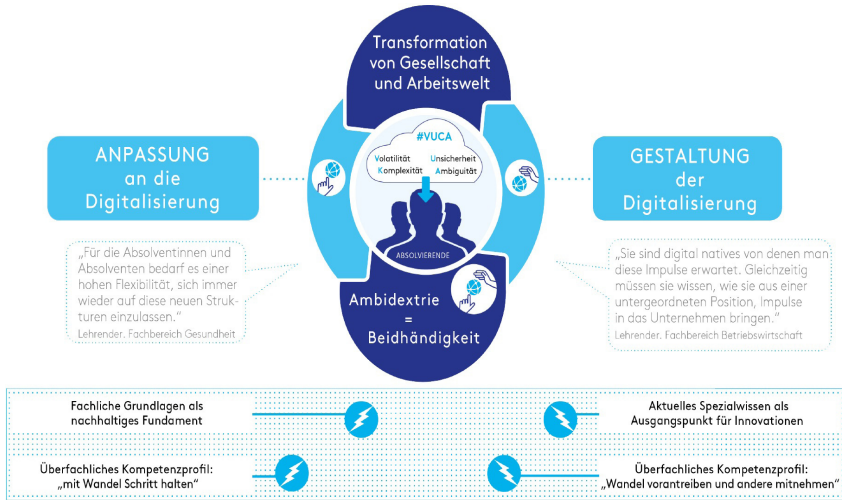 Transformation
von Gesellschaft
und Arbeitswelt
#VUCA
Volatilität Unsicherheit
Komplexität Ambiguität
ABSOLVIERENDE
Ambidextrie
=
Beidhändigkeit
ANPASSUNG
an die
Digitalisierung
„Für die Absolventinnen und
Absolventen bedarf es einer
hohen Flexibilität, sich immer
wieder auf diese neuen Struk-
turen einzulassen.“
Lehrender, Fachbereich Gesundheit
GESTALTUNG
der
Digitalisierung
„Sie sind digital natives von denen man
diese Impulse erwartet. Gleichzeitig
müssen sie wissen, wie sie aus einer
untergeordneten Position, Impulse
in das Unternehmen bringen.“
Lehrender, Fachbereich Betriebswirtschaft
Fachliche Grundlagen als
nachhaltiges Fundament
Aktuelles Spezialwissen als
Ausgangspunkt für Innovationen
Überfachliches Kompetenzprofil:
„mit Wandel Schritt halten“
Überfachliches Kompetenzprofil:
„Wandel vorantreiben und andere mitnehmen“